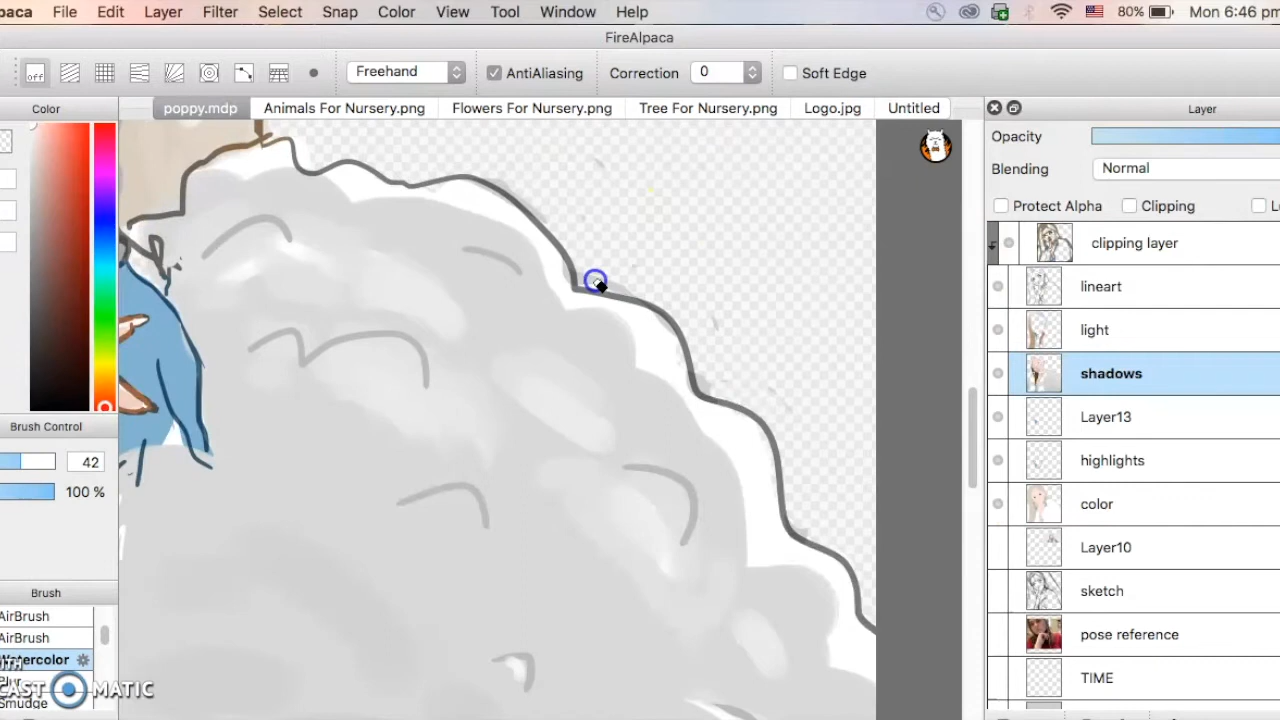 paca File Edit Layer Filter Select Snap Color View Tool Window Help 80% Mon 6:46 pm
FireAlpaca
off Freehand AntiAliasing Correction 0 Soft Edge
Color poppy.mdp Animals For Nursery.png Flowers For Nursery.png Tree For Nursery.png Logo.jpg Untitled Layer
Opacity
Blending Normal
Protect Alpha Clipping
clipping layer
lineart
light
shadows
Layer13
highlights
color
Layer10
sketch
pose reference
TIME
Brush Control
42
100 %
Brush
AirBrush
AirBrush
Watercolor
Smudge